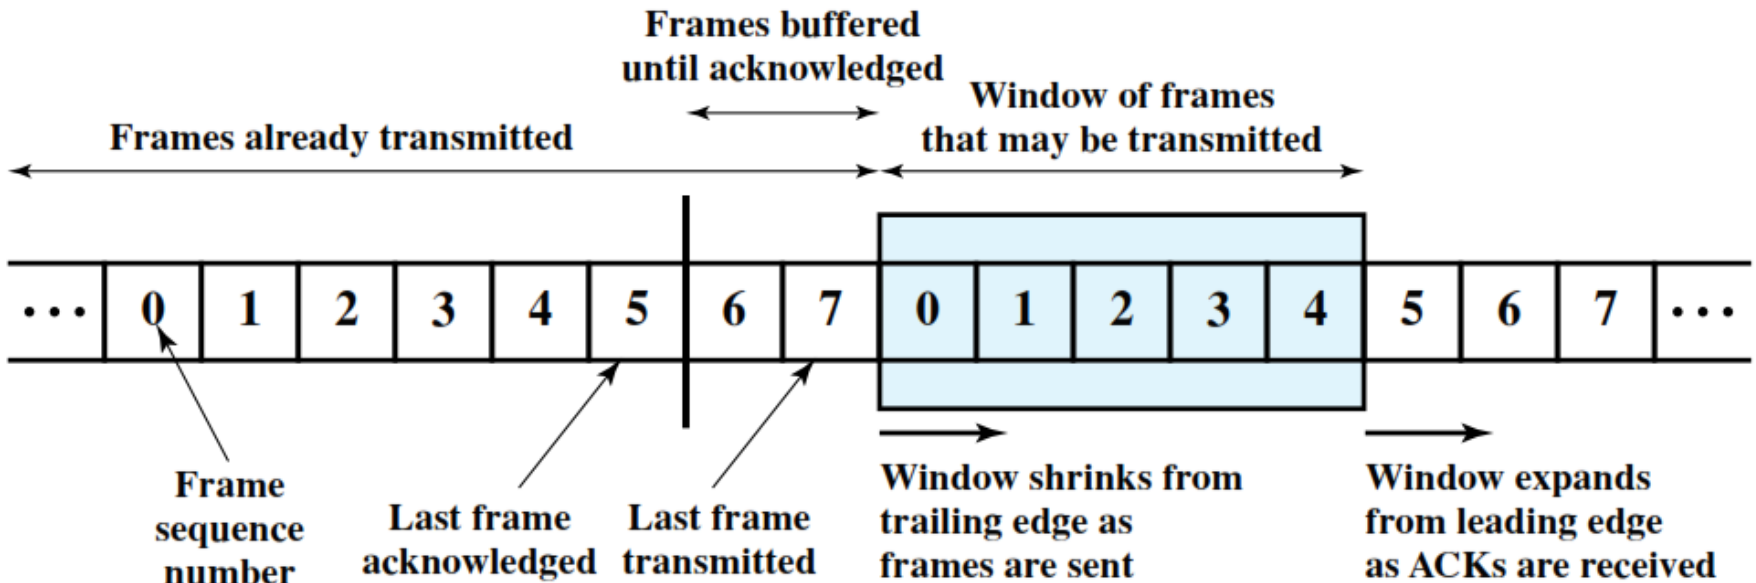 Frames buffered
until acknowledged
Window of frames
that may be transmitted
Frames already transmitted
••• 0 1 2 3 4 5 6 7 0 1 2 3 4 5 6 7 •••
Frame
sequence
number
Last frame
acknowledged
Last frame
transmitted
Window shrinks from
trailing edge as
frames are sent
Window expands
from leading edge
as ACKs are received